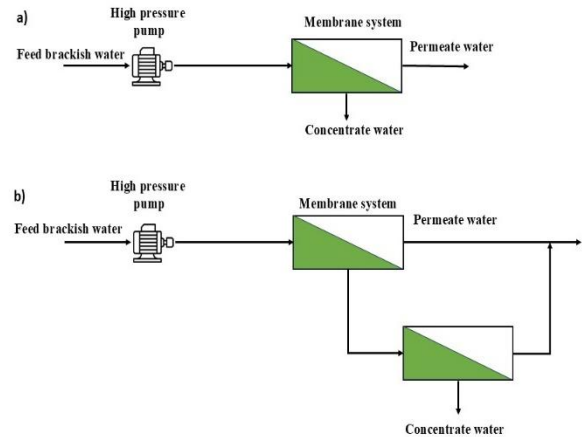 a)
High pressure
pump
Membrane system
Feed brackish water
Permeate water
Concentrate water
b)
High pressure
pump
Membrane system
Feed brackish water
Permeate water
Concentrate water